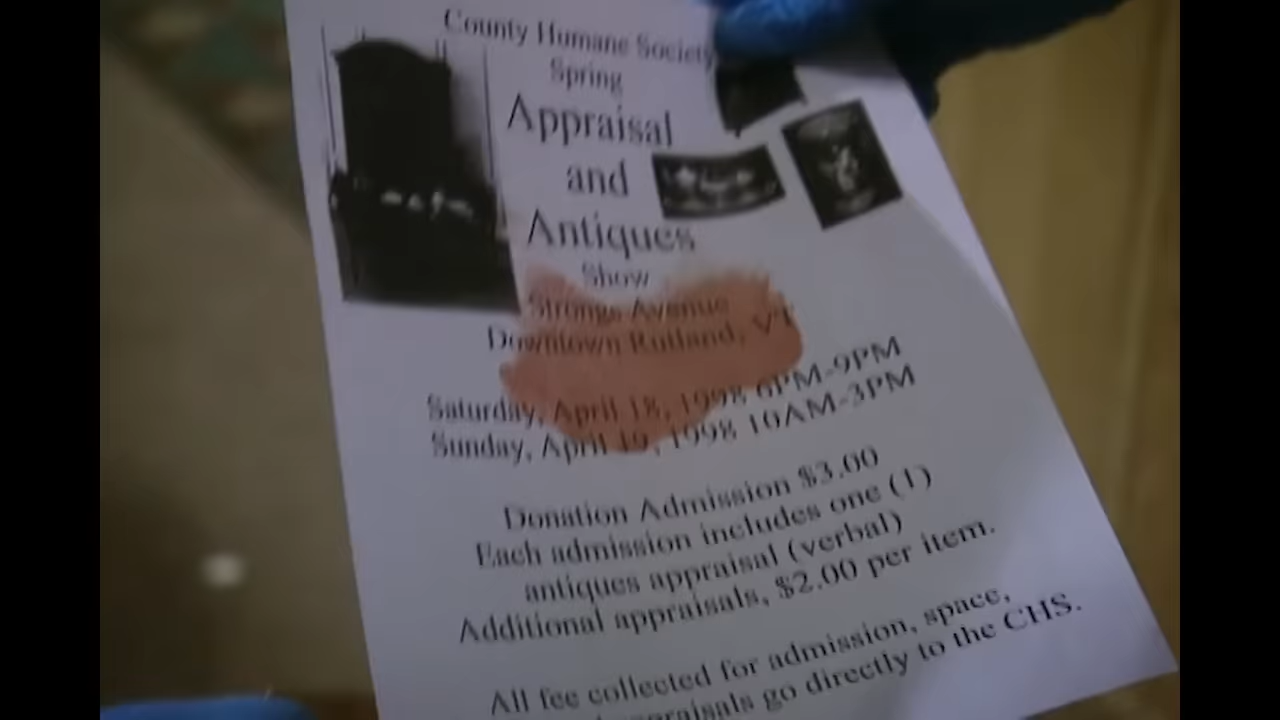 County Humane Society
Spring
Appraisal
and
Antiques
Show
Strongs Avenue
Downtown Rutland, VT
Saturday, April 18, 1998 6PM-9PM
Sunday, April 19, 1998 10AM-3PM
Donation Admission $3.00
Each admission includes one (1)
antiques appraisal (verbal)
Additional appraisals, $2.00 per item.
All fee collected for admission, space,
appraisals go directly to the CHS.